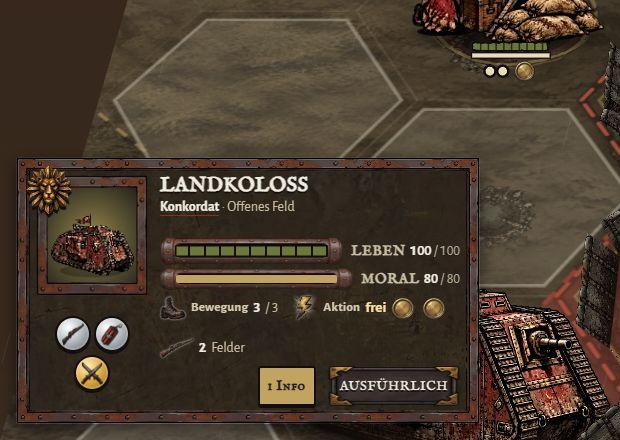 LANDKOLOSS
Konkordat · Offenes Feld
LEBEN 100/100
MORAL 80/80
Bewegung 3/3 Aktion frei
2 Felder
1 INFO
AUSFÜHRLICH